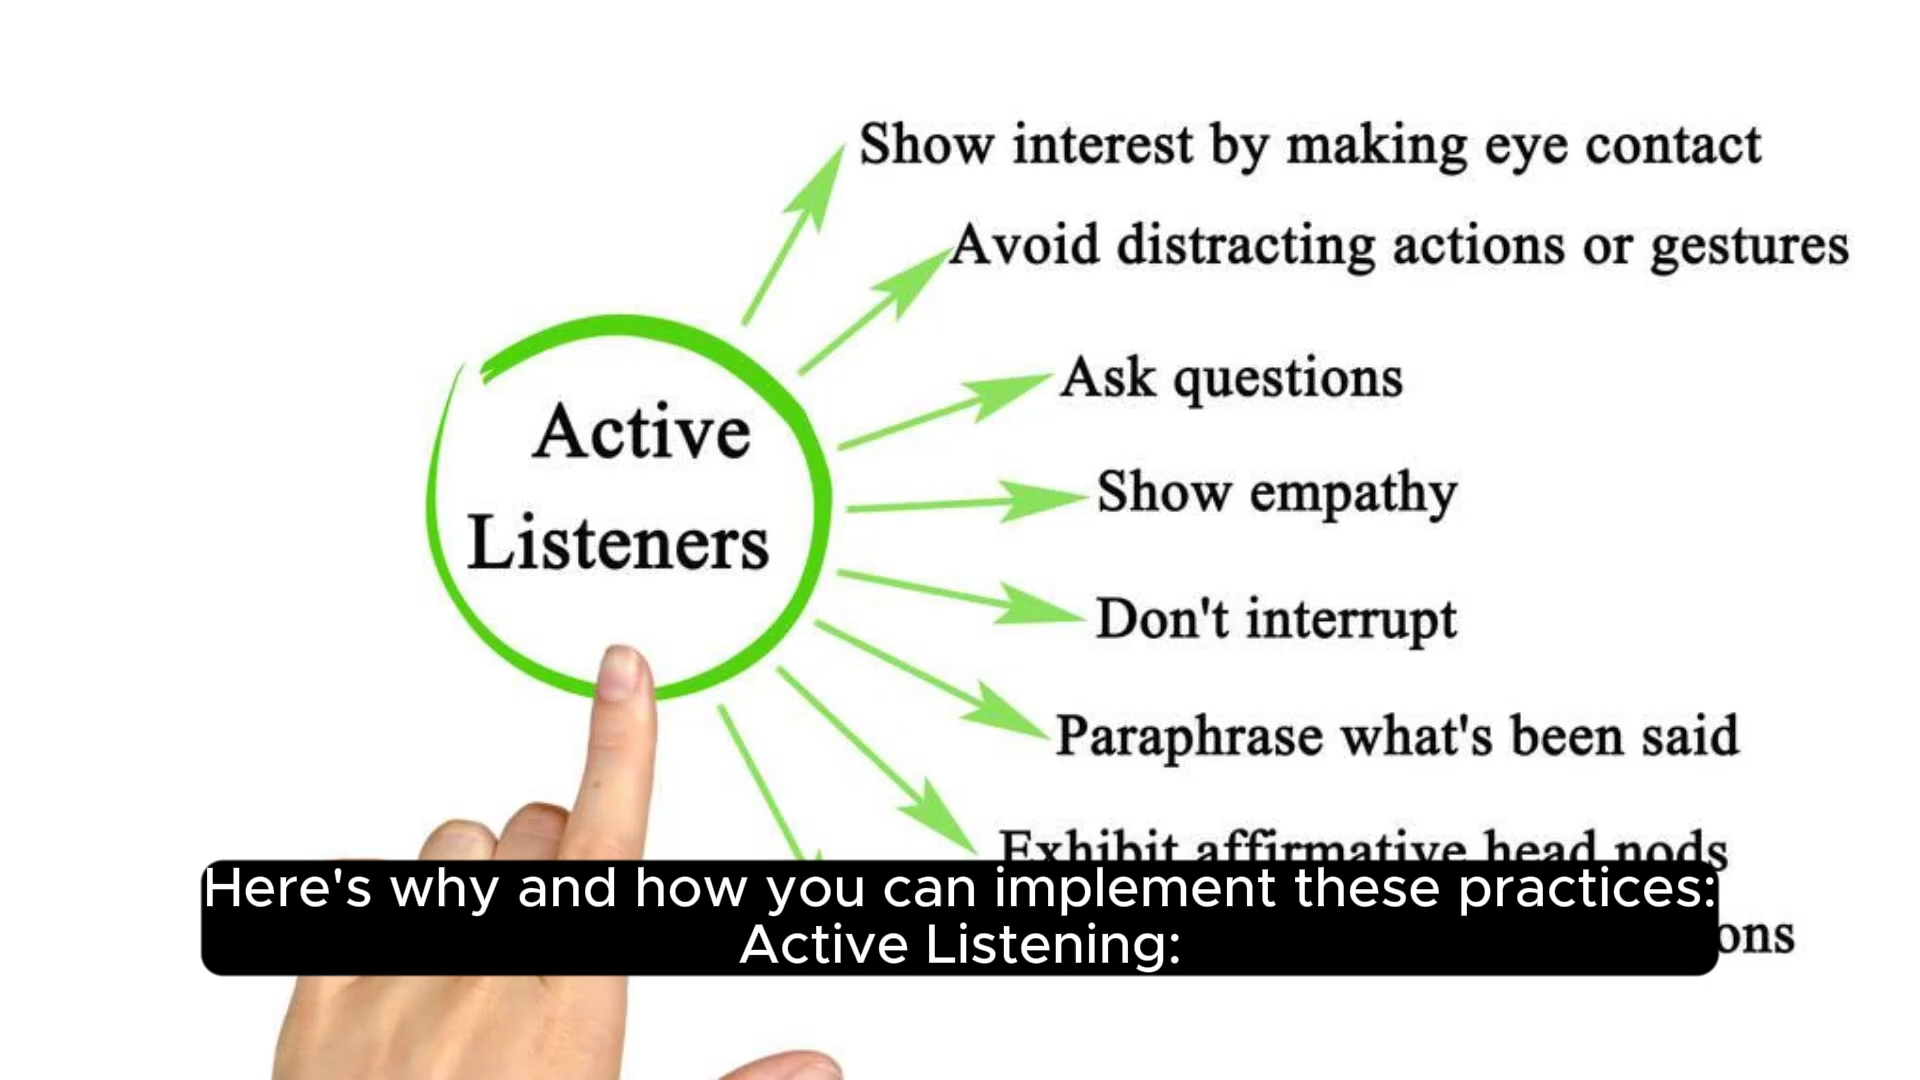 Show interest by making eye contact
Avoid distracting actions or gestures
Ask questions
Active
Listeners
Show empathy
Don't interrupt
Paraphrase what's been said
Exhibit affirmative head nods
Here's why and how you can implement these practices:
Active Listening: